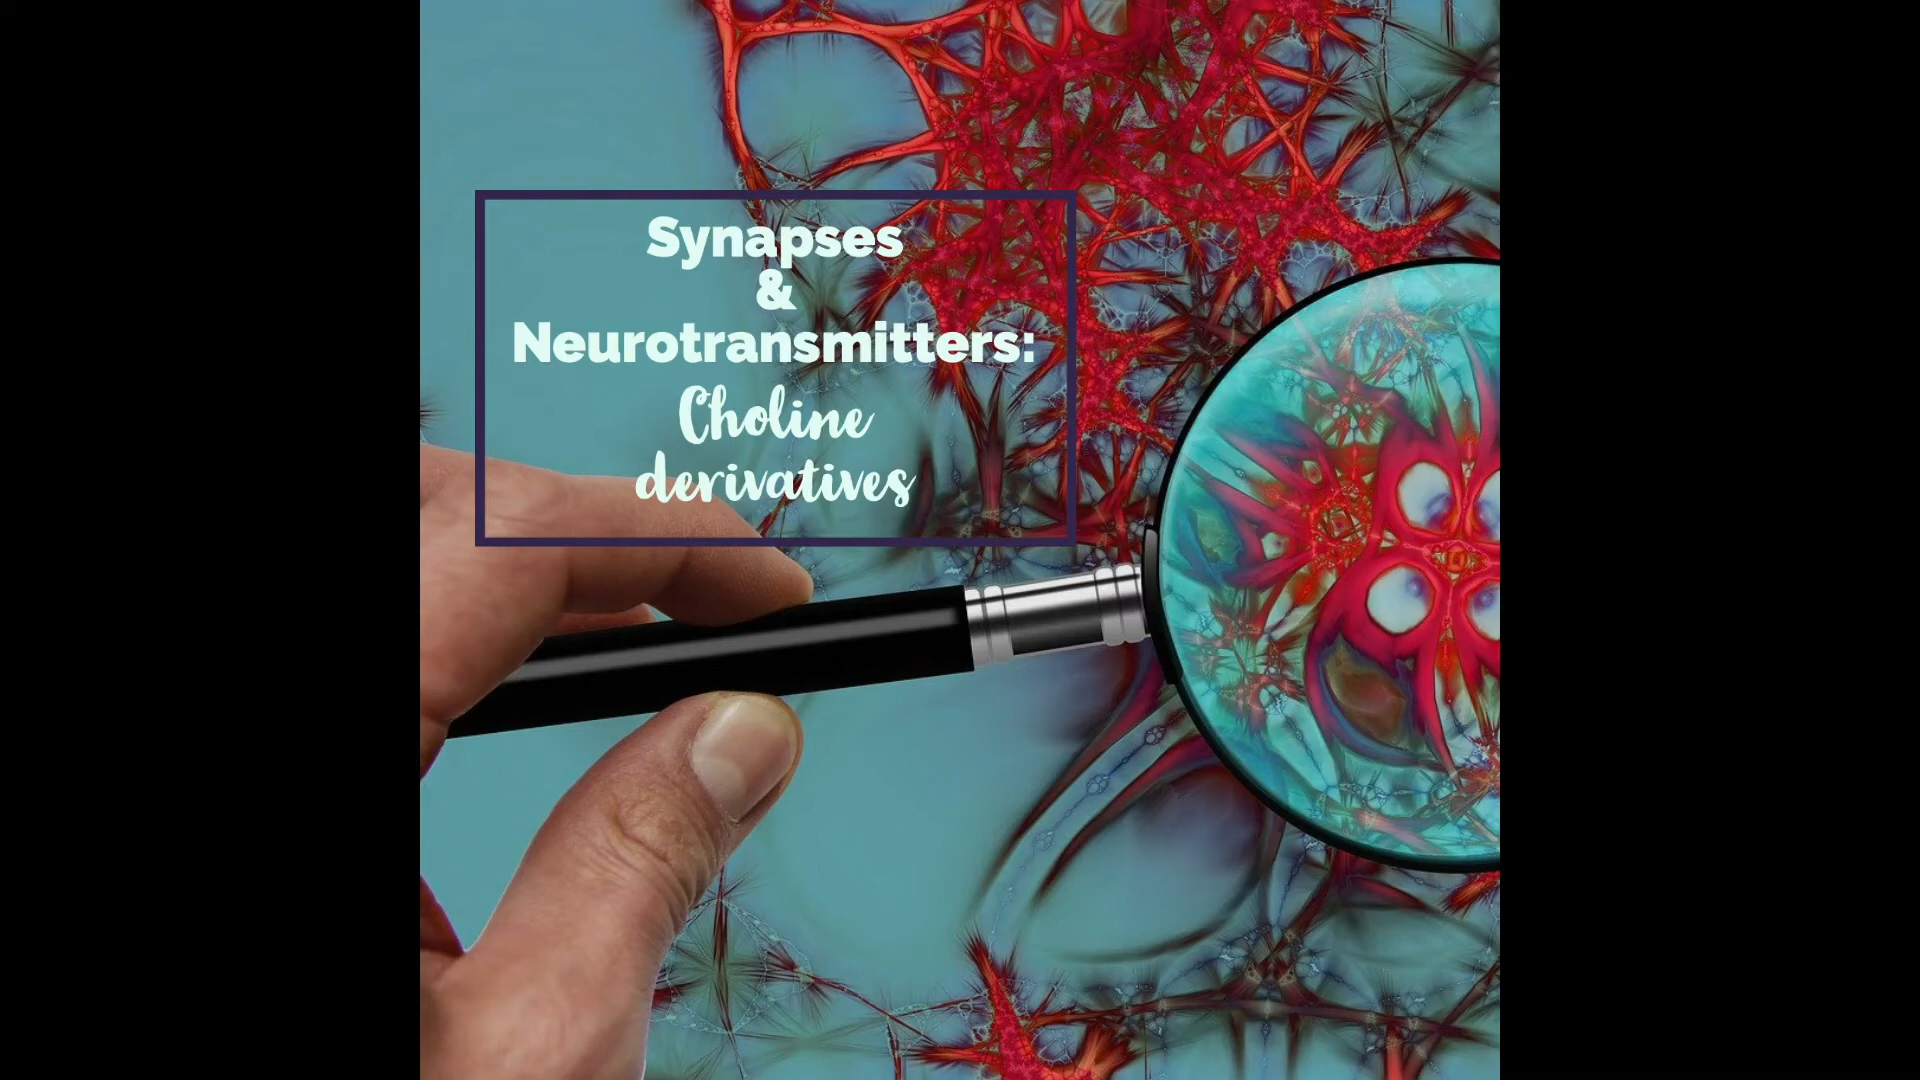 Synapses
&
Neurotransmitters:
Choline
derivatives